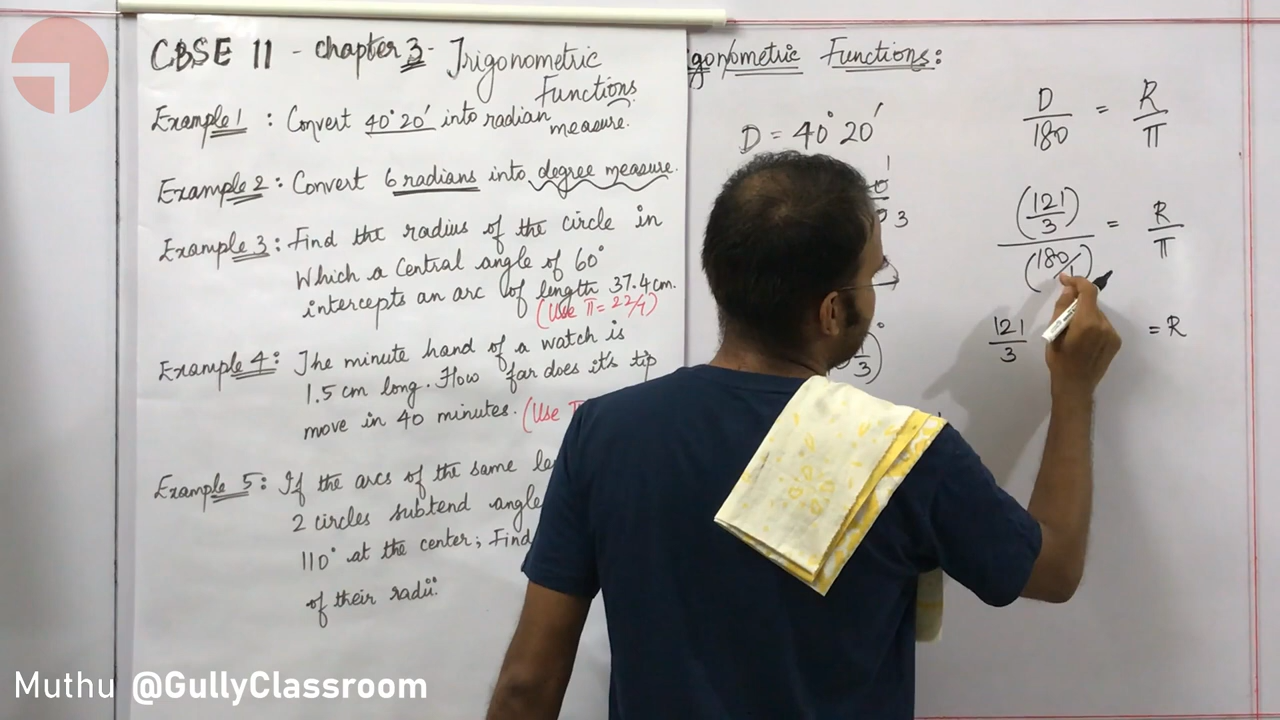 CBSE 11 - chapter 3 - Trigonometric
Functions.
Example 1 : Convert 40° 20' into radian
measure.
Example 2 : Convert 6 radians into degree measure.
Example 3 : Find the radius of the circle in
Which a Central angle of 60°
intercepts an arc of length 37.4cm.
(Use π = 22/7)
Example 4 : The minute hand of a watch is
1.5 cm long. How far does it's tip
move in 40 minutes. (Use
Example 5 : If the arcs of the same
2 circles subtend angle
110° at the center; Find
of their radii.
Functions:
D = 40° 20'
D/180 = R/π
(121/3)/(180/1) = R/π
121/3 = R
Muthu @GullyClassroom